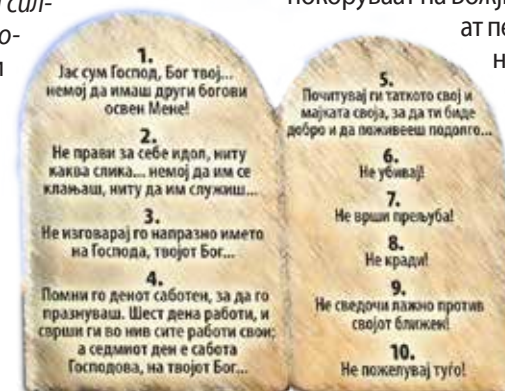 сил-
покоруваат на Божји
о-
ат пе
и
н
1.
Јас сум Господ, Бог твој...
немој да имаш други богови
освен Мене!
2.
Не прави за себе идол, ниту
каква слика... немој да им се
клањаш, ниту да им служиш...
3.
Не изговарај го напразно името
на Господа, твојот Бог...
4.
Помни го денот саботен, за да го
празнуваш. Шест дена работи, и
сврши ги во нив сите работи свои;
а седмиот ден е сабота
Господова, на твојот Бог...
5.
Почитувај ги таткото свој и
мајката своја, за да ти биде
добро и да поживееш подолго...
6.
Не убивај!
7.
Не врши прељуба!
8.
Не кради!
9.
Не сведочи лажно против
својот ближен!
10.
Не пожелувај туѓо!